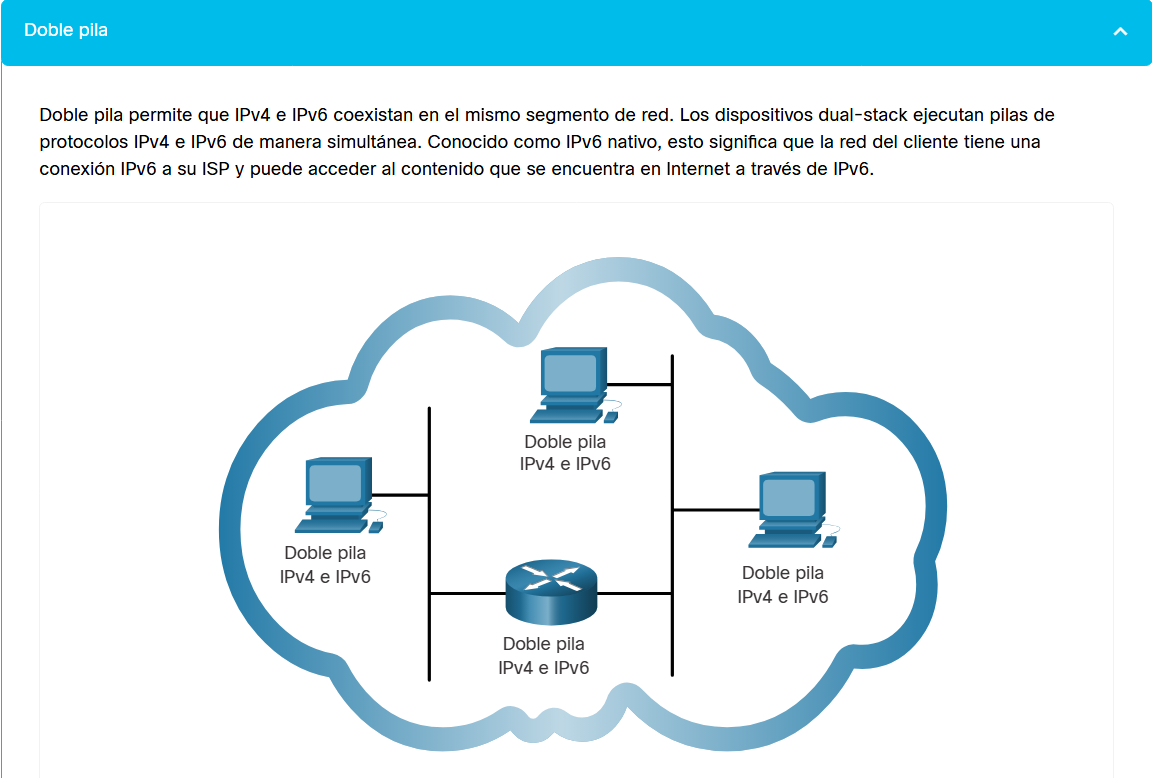 Doble pila
Doble pila permite que IPv4 e IPv6 coexistan en el mismo segmento de red. Los dispositivos dual-stack ejecutan pilas de
protocolos IPv4 e IPv6 de manera simultánea. Conocido como IPv6 nativo, esto significa que la red del cliente tiene una
conexión IPv6 a su ISP y puede acceder al contenido que se encuentra en Internet a través de IPv6.
Doble pila
IPv4 e IPv6
Doble pila
IPv4 e IPv6
Doble pila
IPv4 e IPv6
Doble pila
IPv4 e IPv6